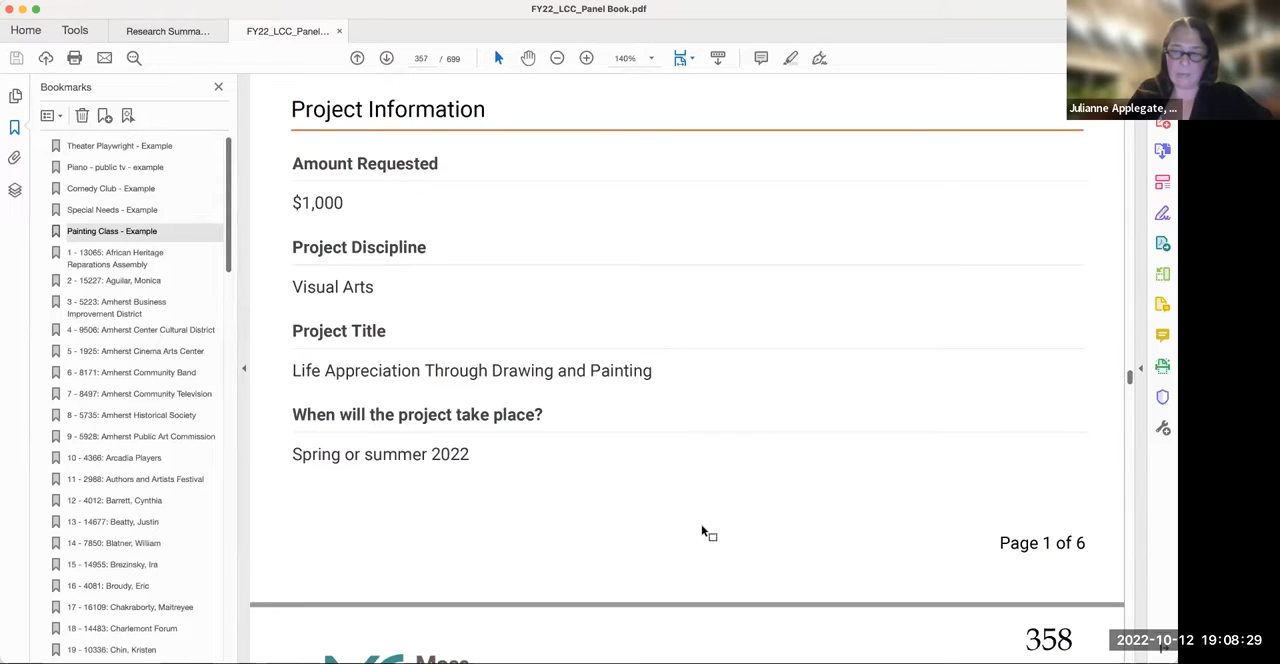 FY22_LCC_Panel Book.pdf
Home
Tools
Research Summa...
FY22_LCC_Panel...
357 / 699
140%
Julianne Applegate, ...
Bookmarks
Theater Playwright - Example
Piano - public tv - example
Comedy Club - Example
Special Needs - Example
Painting Class - Example
1 - 13065: African Heritage
Reparations Assembly
2 - 15227: Aguilar, Monica
3 - 5223: Amherst Business
Improvement District
4 - 9506: Amherst Center Cultural District
5 - 1925: Amherst Cinema Arts Center
6 - 8171: Amherst Community Band
7 - 8497: Amherst Community Television
8 - 5735: Amherst Historical Society
9 - 5928: Amherst Public Art Commission
10 - 4366: Arcadia Players
11 - 2988: Authors and Artists Festival
12 - 4012: Barrett, Cynthia
13 - 14677: Beatty, Justin
14 - 7850: Blatner, William
15 - 14955: Brezinsky, Ira
16 - 4081: Broudy, Eric
17 - 16109: Chakraborty, Maitreyee
18 - 14483: Charlemont Forum
19 - 10336: Chin, Kristen
Project Information
Amount Requested
$1,000
Project Discipline
Visual Arts
Project Title
Life Appreciation Through Drawing and Painting
When will the project take place?
Spring or summer 2022
Page 1 of 6
358
2022-10-12 19:08:29